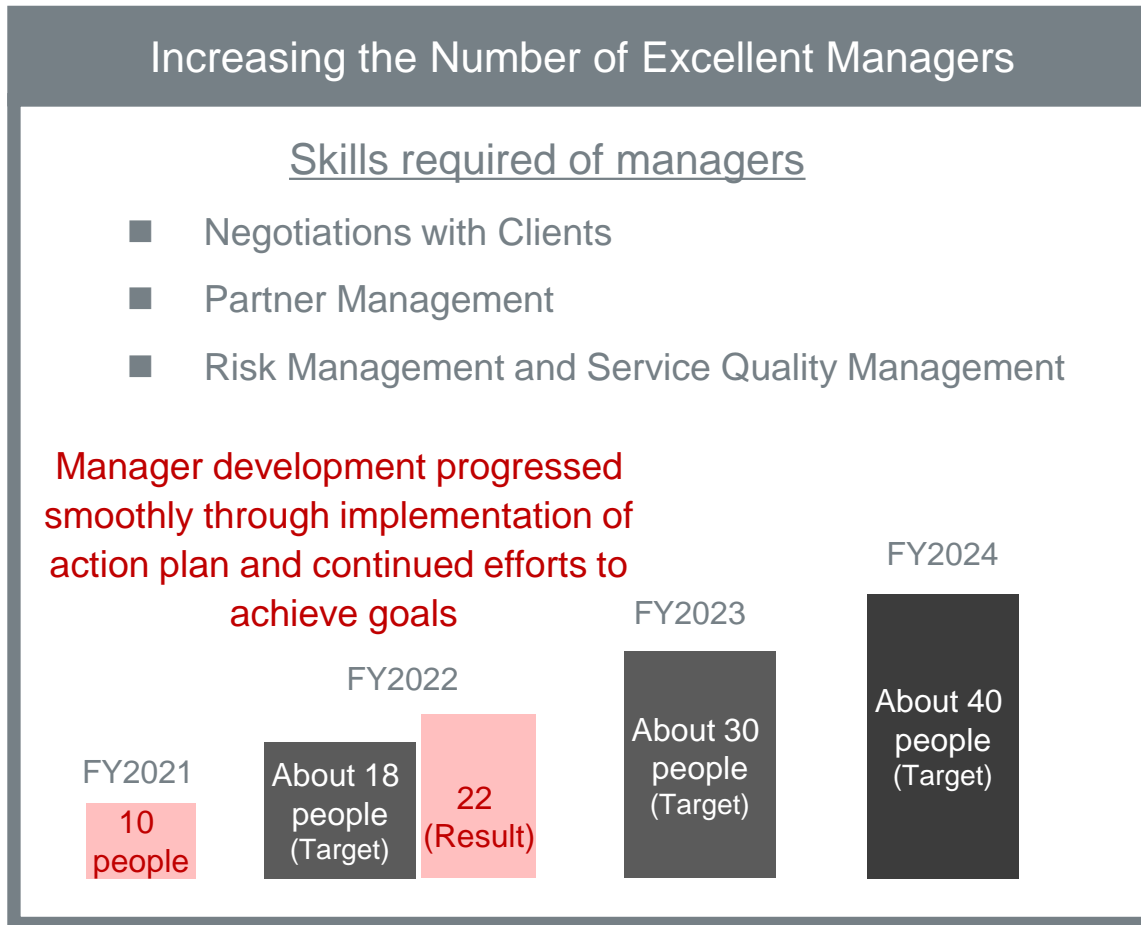 Increasing the Number of Excellent Managers
Skills required of managers
■ Negotiations with Clients
■ Partner Management
■ Risk Management and Service Quality Management
Manager development progressed
smoothly through implementation of
action plan and continued efforts to
achieve goals
FY2021
10
people
FY2022
About 18
people
(Target)
22
(Result)
FY2023
About 30
people
(Target)
FY2024
About 40
people
(Target)